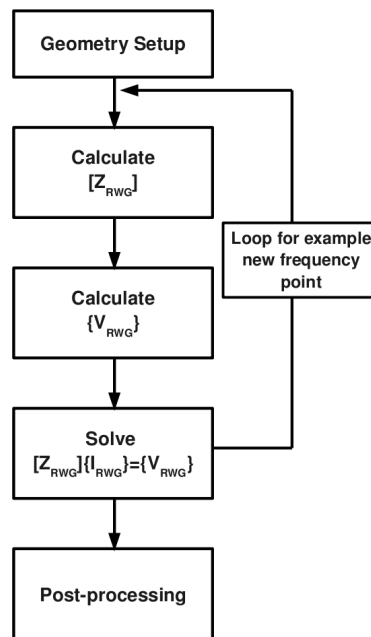 Geometry Setup
Calculate
[Z_RWG]
Loop for example
new frequency
point
Calculate
{V_RWG}
Solve
[Z_RWG]{I_RWG}={V_RWG}
Post-processing